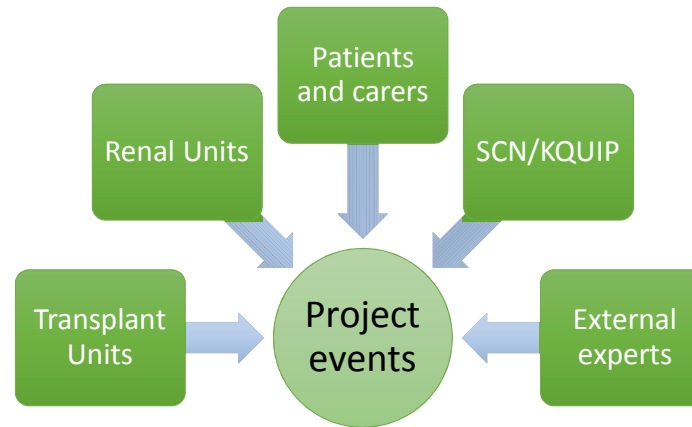 Patients
and carers
Renal Units
SCN/KQUIP
Transplant
Units
Project
events
External
experts